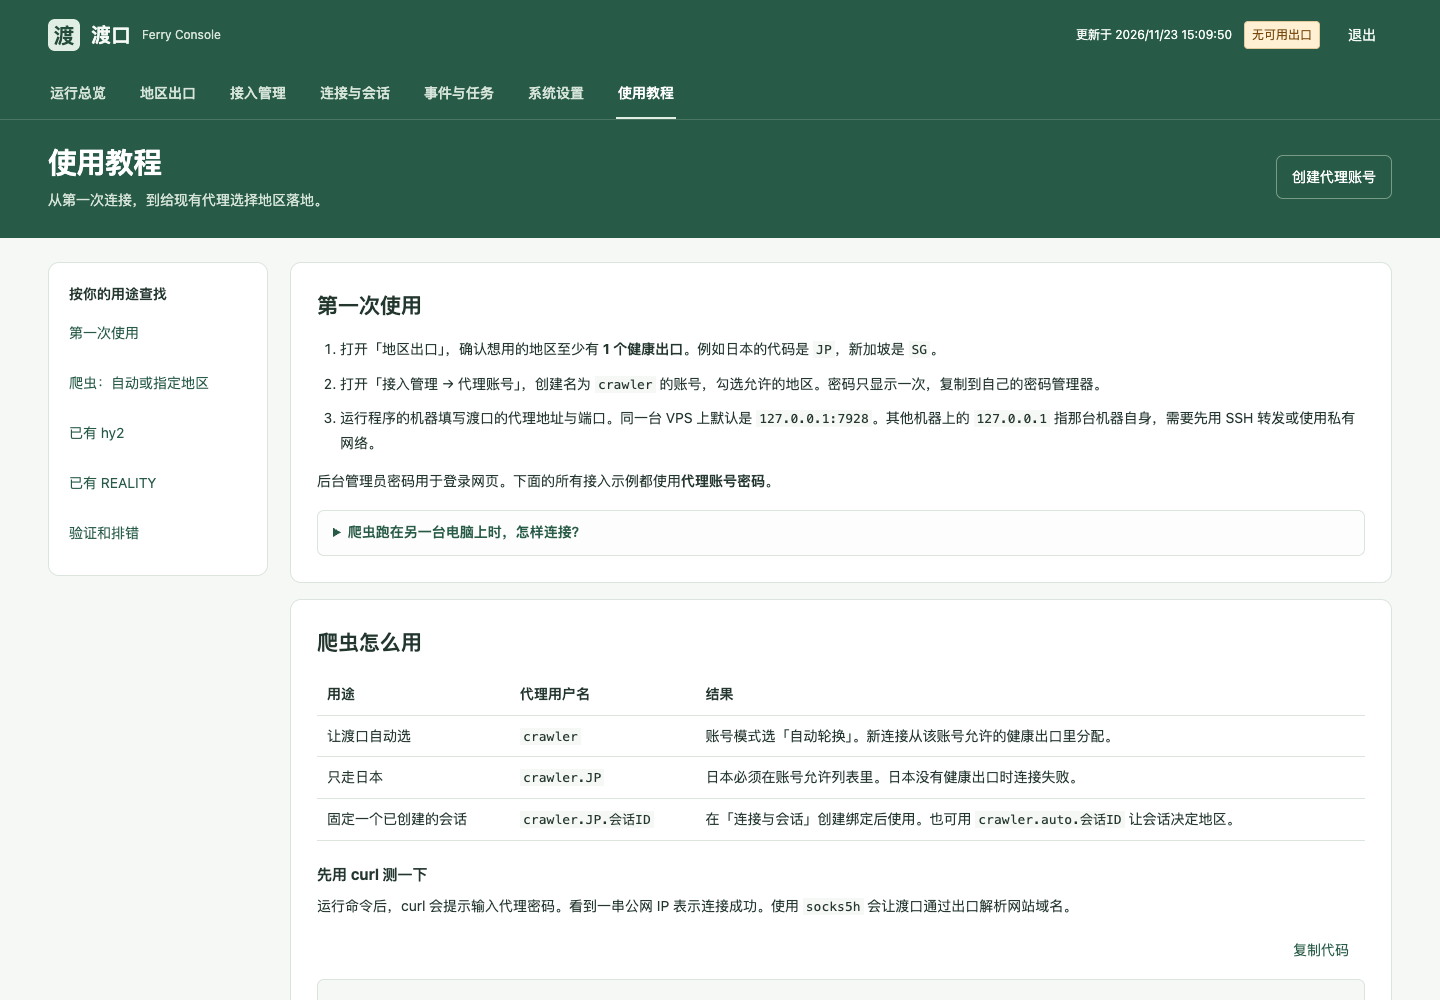 渡 渡口 Ferry Console
更新于 2026/11/23 15:09:50 无可用出口 退出
运行总览 地区出口 接入管理 连接与会话 事件与任务 系统设置 使用教程
使用教程
从第一次连接，到给现有代理选择地区落地。
创建代理账号
按你的用途查找
第一次使用
爬虫：自动或指定地区
已有 hy2
已有 REALITY
验证和排错
第一次使用
1. 打开「地区出口」，确认想用的地区至少有 1 个健康出口。例如日本的代码是 JP，新加坡是 SG。
2. 打开「接入管理 → 代理账号」，创建名为 crawler 的账号，勾选允许的地区。密码只显示一次，复制到自己的密码管理器。
3. 运行程序的机器填写渡口的代理地址与端口。同一台 VPS 上默认是 127.0.0.1:7928。其他机器上的 127.0.0.1 指那台机器自身，需要先用 SSH 转发或使用私有
网络。
后台管理员密码用于登录网页。下面的所有接入示例都使用代理账号密码。
▶ 爬虫跑在另一台电脑上时，怎样连接?
爬虫怎么用
用途 代理用户名 结果
让渡口自动选 crawler 账号模式选「自动轮换」。新连接从该账号允许的健康出口里分配。
只走日本 crawler.JP 日本必须在账号允许列表里。日本没有健康出口时连接失败。
固定一个已创建的会话 crawler.JP.会话ID 在「连接与会话」创建绑定后使用。也可用 crawler.auto.会话ID 让会话决定地区。
先用 curl 测一下
运行命令后，curl 会提示输入代理密码。看到一串公网 IP 表示连接成功。使用 socks5h 会让渡口通过出口解析网站域名。
复制代码